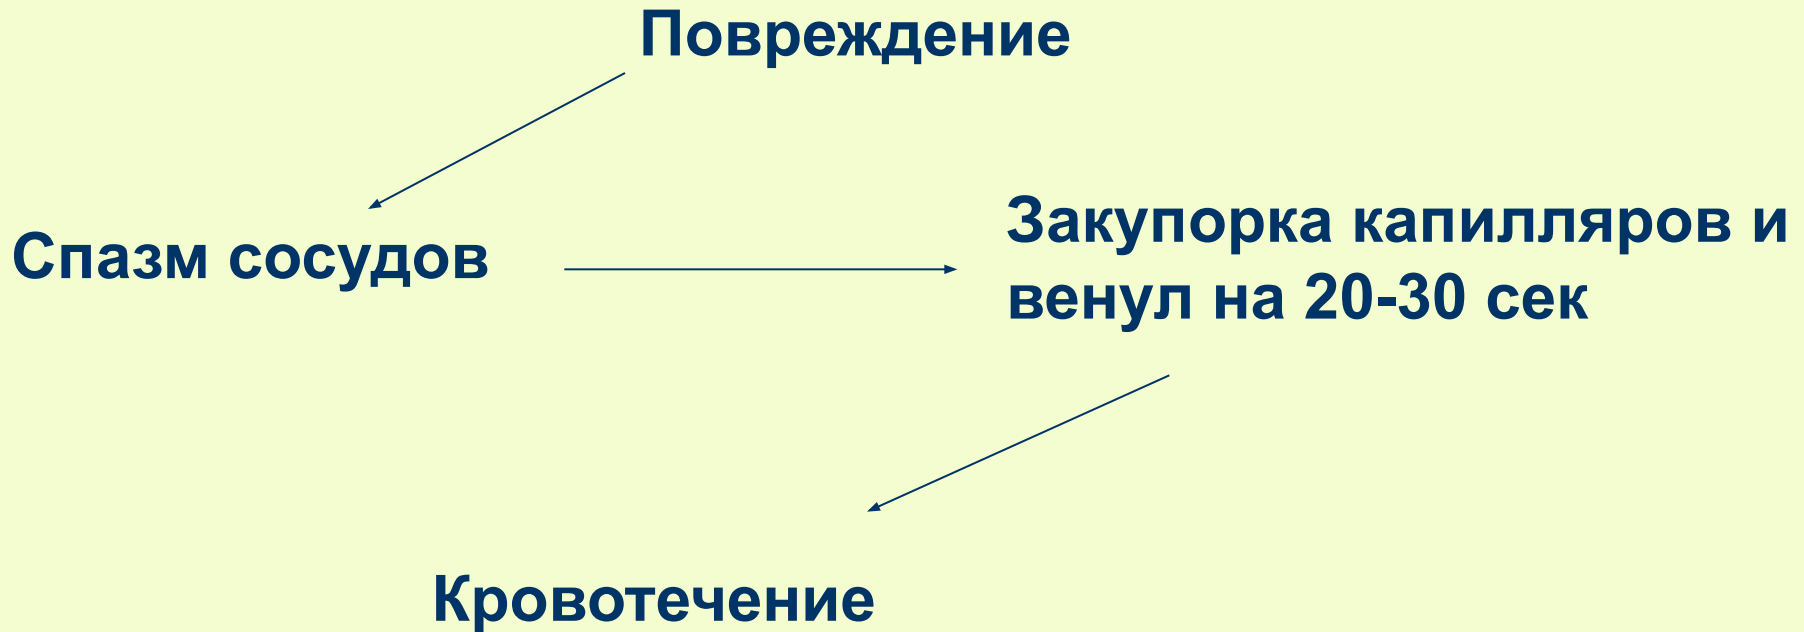 Повреждение
Спазм сосудов
Закупорка капилляров и
венул на 20-30 сек
Кровотечение